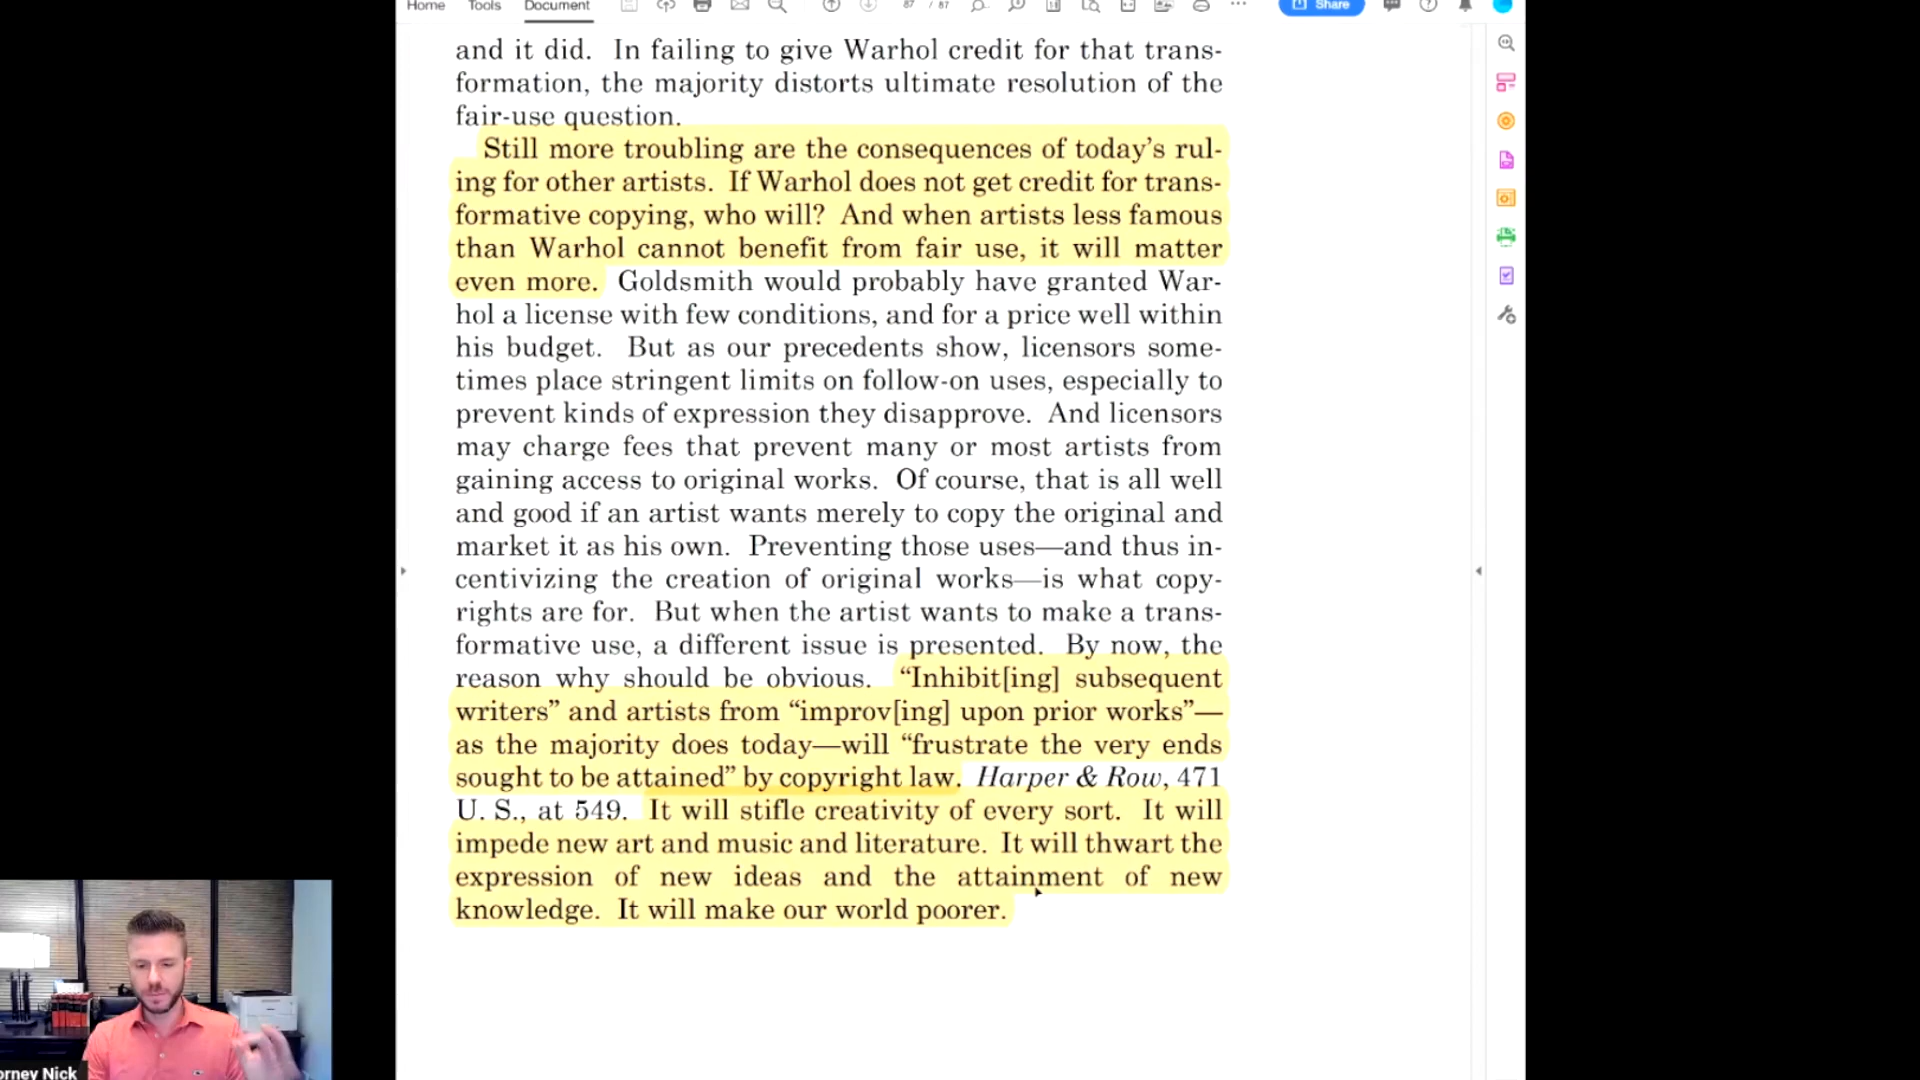 Home Tools Document 87 / 87 Share
and it did. In failing to give Warhol credit for that trans-
formation, the majority distorts ultimate resolution of the
fair-use question.
Still more troubling are the consequences of today's rul-
ing for other artists. If Warhol does not get credit for trans-
formative copying, who will? And when artists less famous
than Warhol cannot benefit from fair use, it will matter
even more. Goldsmith would probably have granted War-
hol a license with few conditions, and for a price well within
his budget. But as our precedents show, licensors some-
times place stringent limits on follow-on uses, especially to
prevent kinds of expression they disapprove. And licensors
may charge fees that prevent many or most artists from
gaining access to original works. Of course, that is all well
and good if an artist wants merely to copy the original and
market it as his own. Preventing those uses—and thus in-
centivizing the creation of original works—is what copy-
rights are for. But when the artist wants to make a trans-
formative use, a different issue is presented. By now, the
reason why should be obvious. “Inhibit[ing] subsequent
writers” and artists from “improv[ing] upon prior works”—
as the majority does today—will “frustrate the very ends
sought to be attained” by copyright law. Harper & Row, 471
U. S., at 549. It will stifle creativity of every sort. It will
impede new art and music and literature. It will thwart the
expression of new ideas and the attainment of new
knowledge. It will make our world poorer.
orney Nick